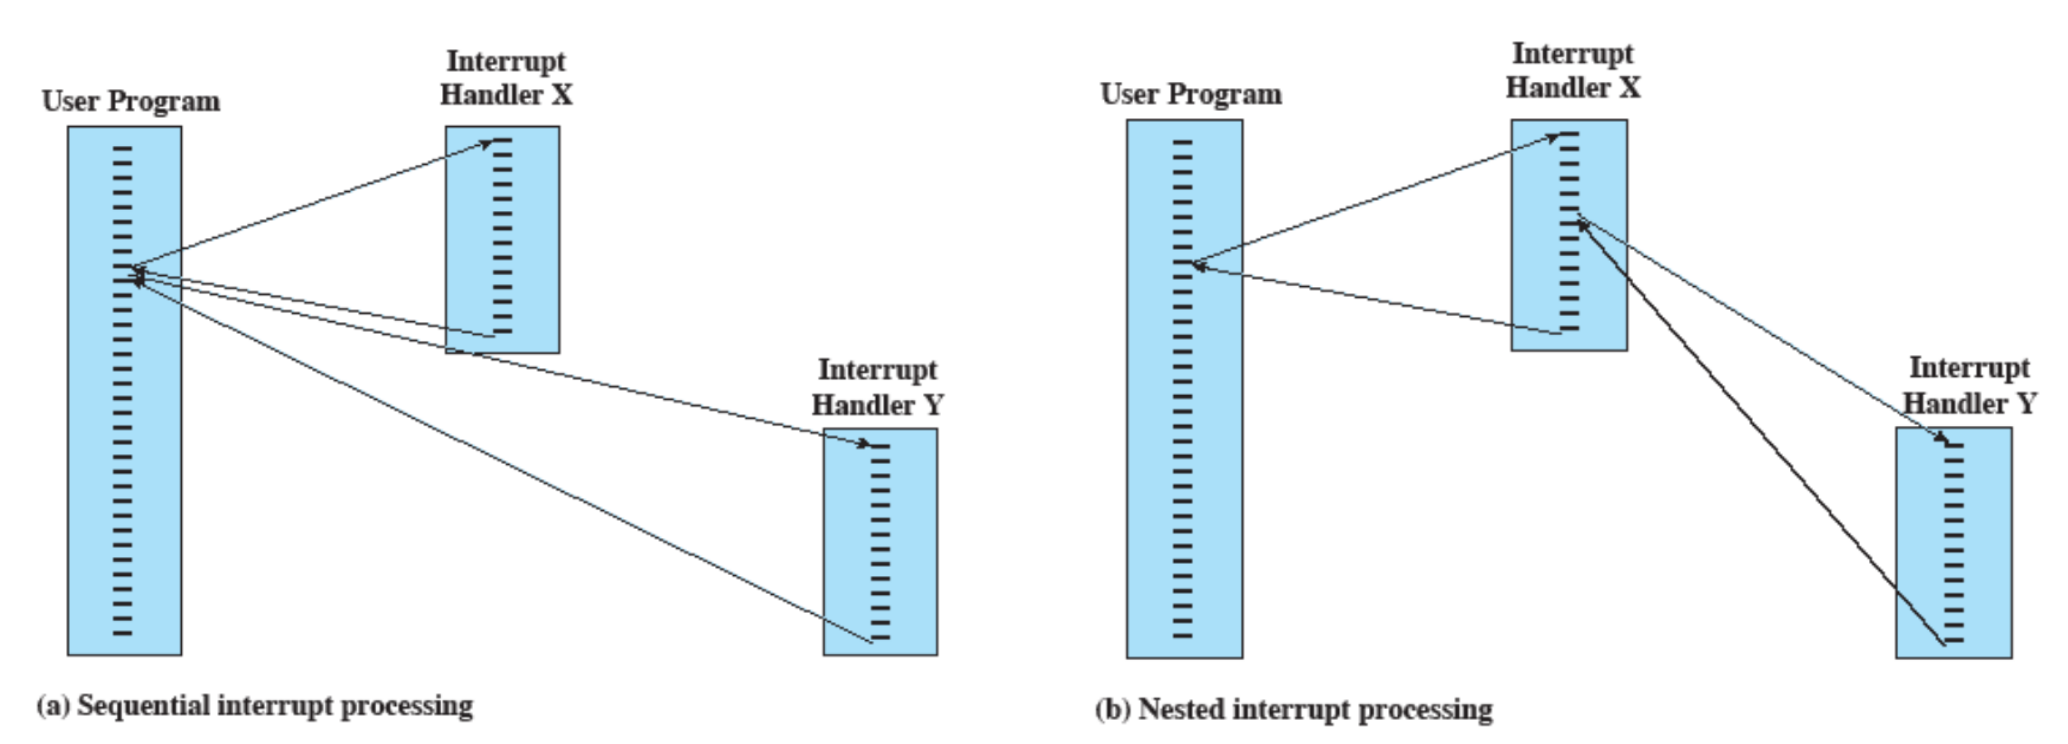 User Program
Interrupt
Handler X
Interrupt
Handler Y
(a) Sequential interrupt processing
User Program
Interrupt
Handler X
Interrupt
Handler Y
(b) Nested interrupt processing